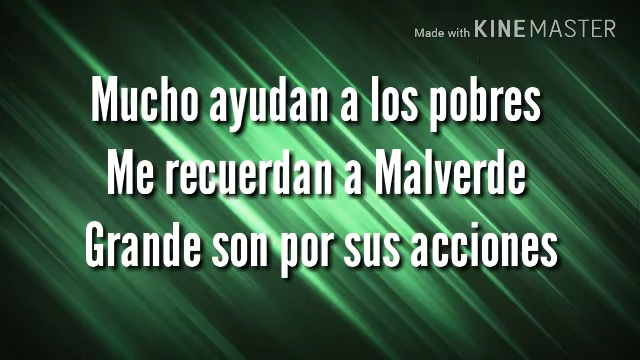 Made with KINEMASTER
Mucho ayudan a los pobres
Me recuerdan a Malverde
Grande son por sus acciones